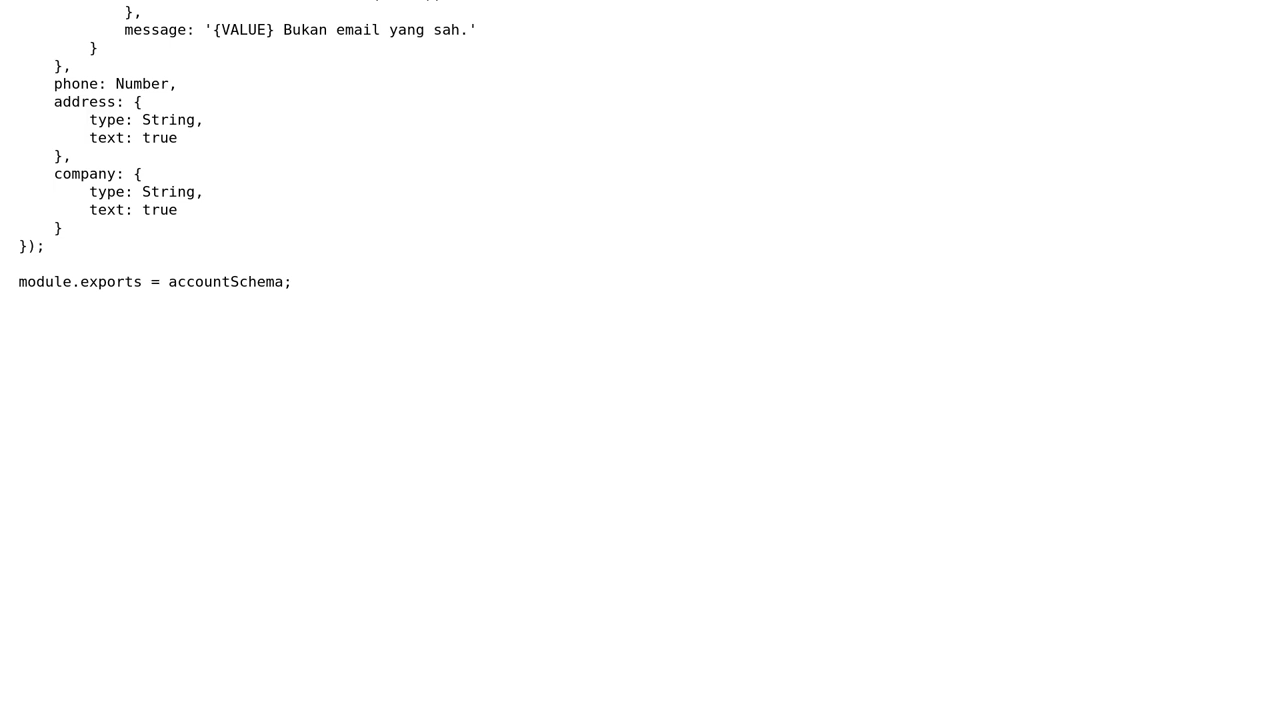 },
            message: '{VALUE} Bukan email yang sah.'
        }
    },
    phone: Number,
    address: {
        type: String,
        text: true
    },
    company: {
        type: String,
        text: true
    }
});

module.exports = accountSchema;